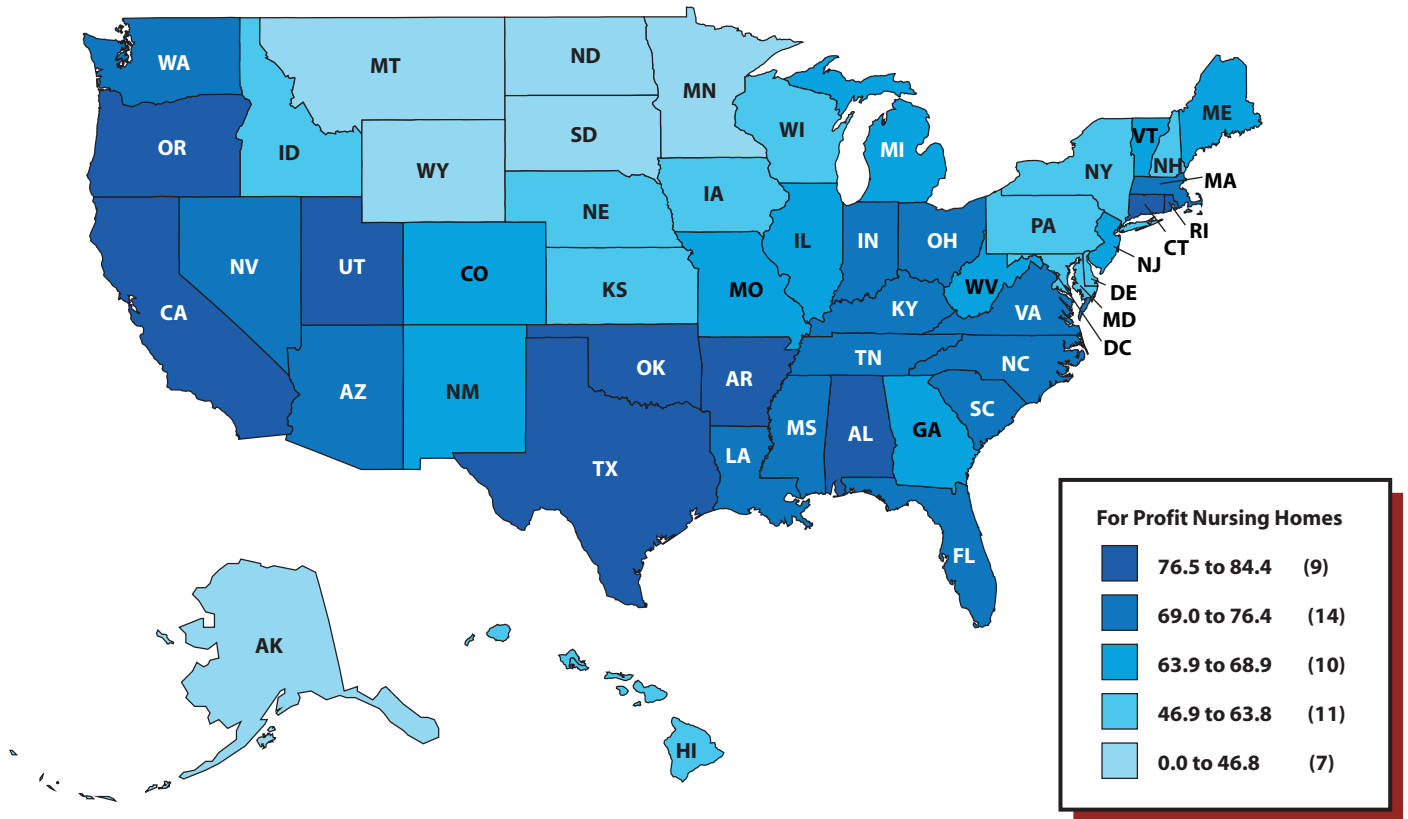 WA
MT
ND
MN
ME
VT
OR
ID
SD
WI
MI
NH
NY
MA
WY
IA
NE
PA
RI
CT
NV
UT
CO
IL
IN
OH
NJ
CA
KS
MO
WV
DE
KY
VA
MD
DC
TN
NC
OK
AR
AZ
NM
SC
MS
AL
GA
LA
TX
FL
AK
HI
For Profit Nursing Homes
76.5 to 84.4 (9)
69.0 to 76.4 (14)
63.9 to 68.9 (10)
46.9 to 63.8 (11)
0.0 to 46.8 (7)